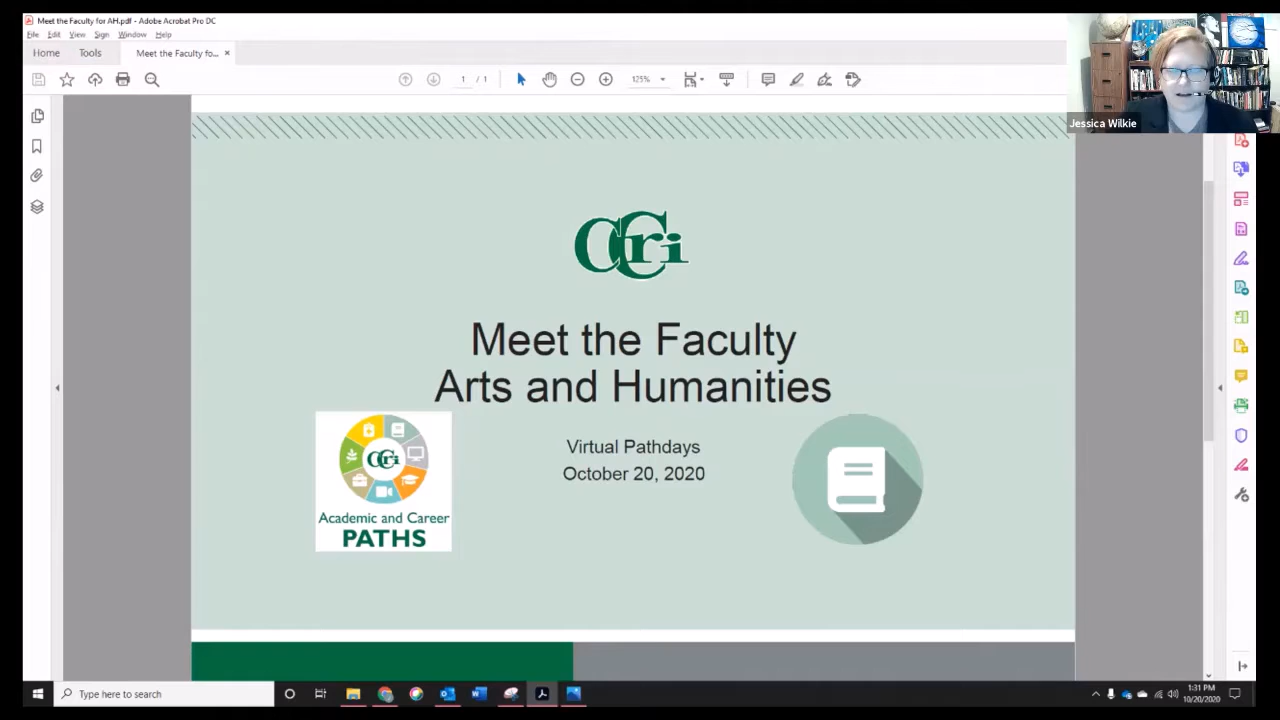 Meet the Faculty for AH.pdf - Adobe Acrobat Pro DC
File Edit View Sign Window Help
Home Tools Meet the Faculty fo... ×
1 / 1 125%
Jessica Wilkie
CCri
Meet the Faculty
Arts and Humanities
Virtual Pathdays
October 20, 2020
CCri
Academic and Career
PATHS
Type here to search
1:31 PM
10/20/2020